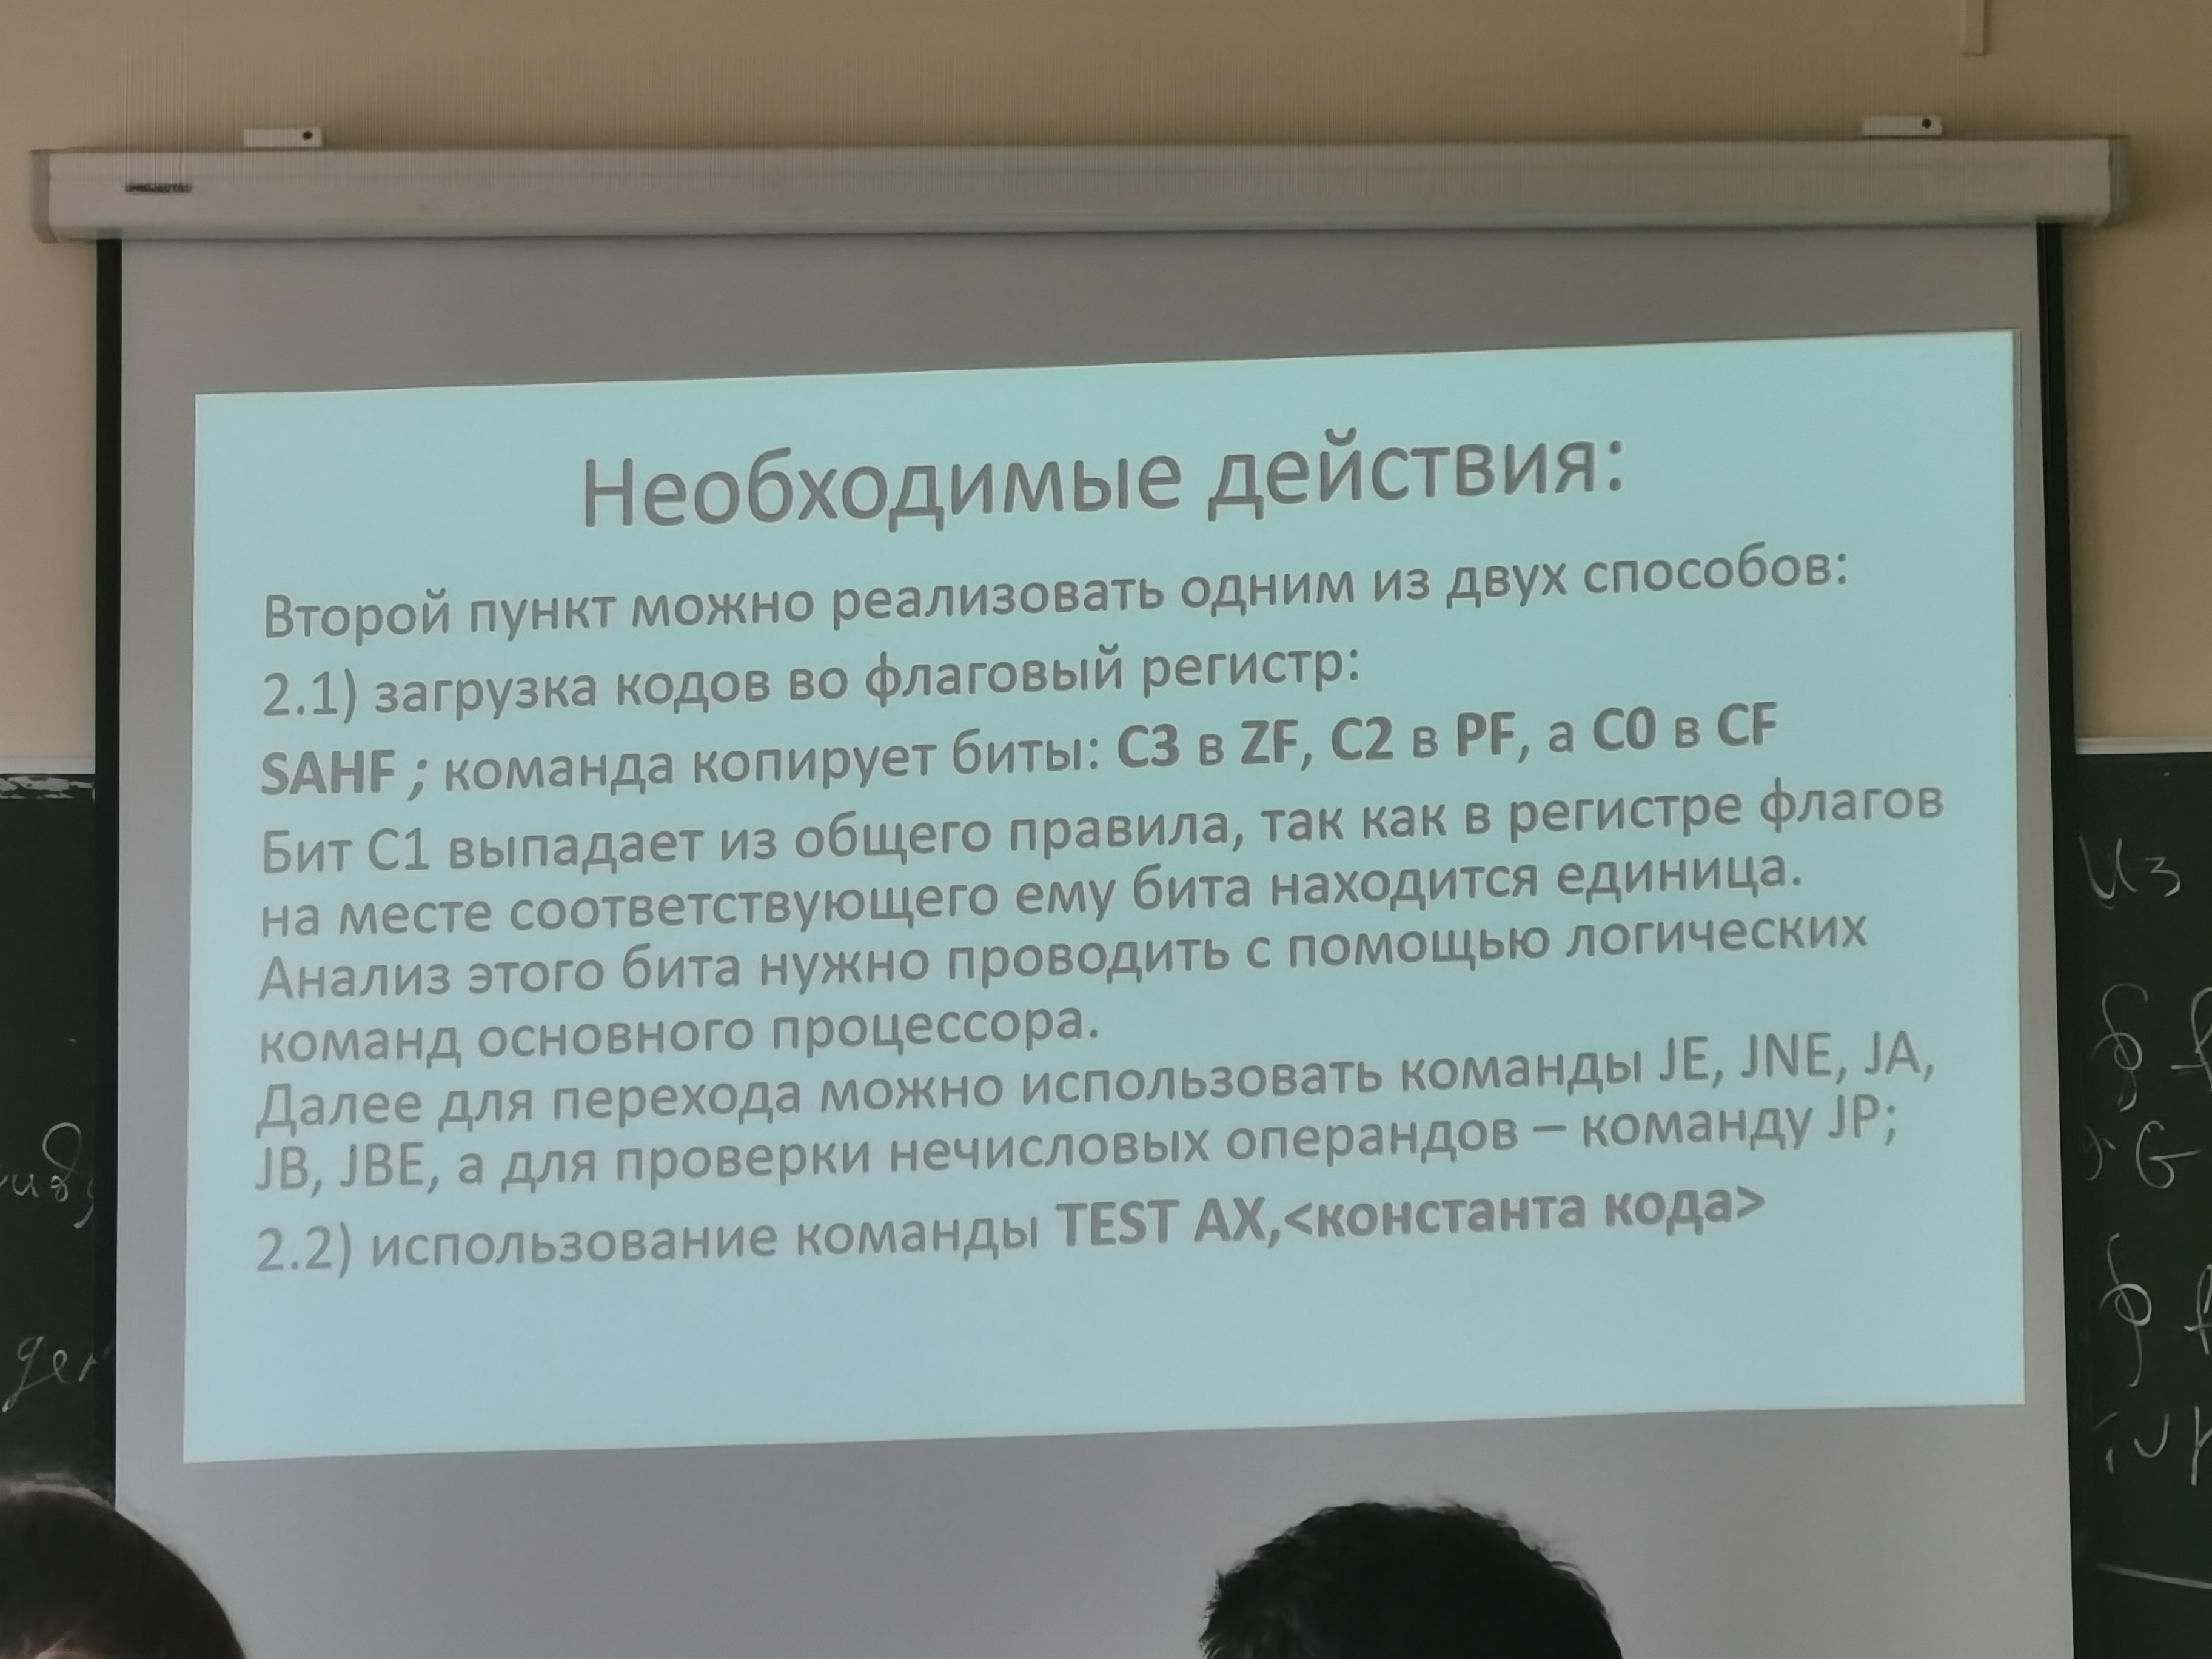 Необходимые действия:
Второй пункт можно реализовать одним из двух способов:
2.1) загрузка кодов во флаговый регистр:
SAHF ; команда копирует биты: C3 в ZF, C2 в PF, а C0 в CF
Бит C1 выпадает из общего правила, так как в регистре флагов
на месте соответствующего ему бита находится единица.
Анализ этого бита нужно проводить с помощью логических
команд основного процессора.
Далее для перехода можно использовать команды JE, JNE, JA,
JB, JBE, а для проверки нечисловых операндов – команду JP;
2.2) использование команды TEST AX,<константа кода>
Из